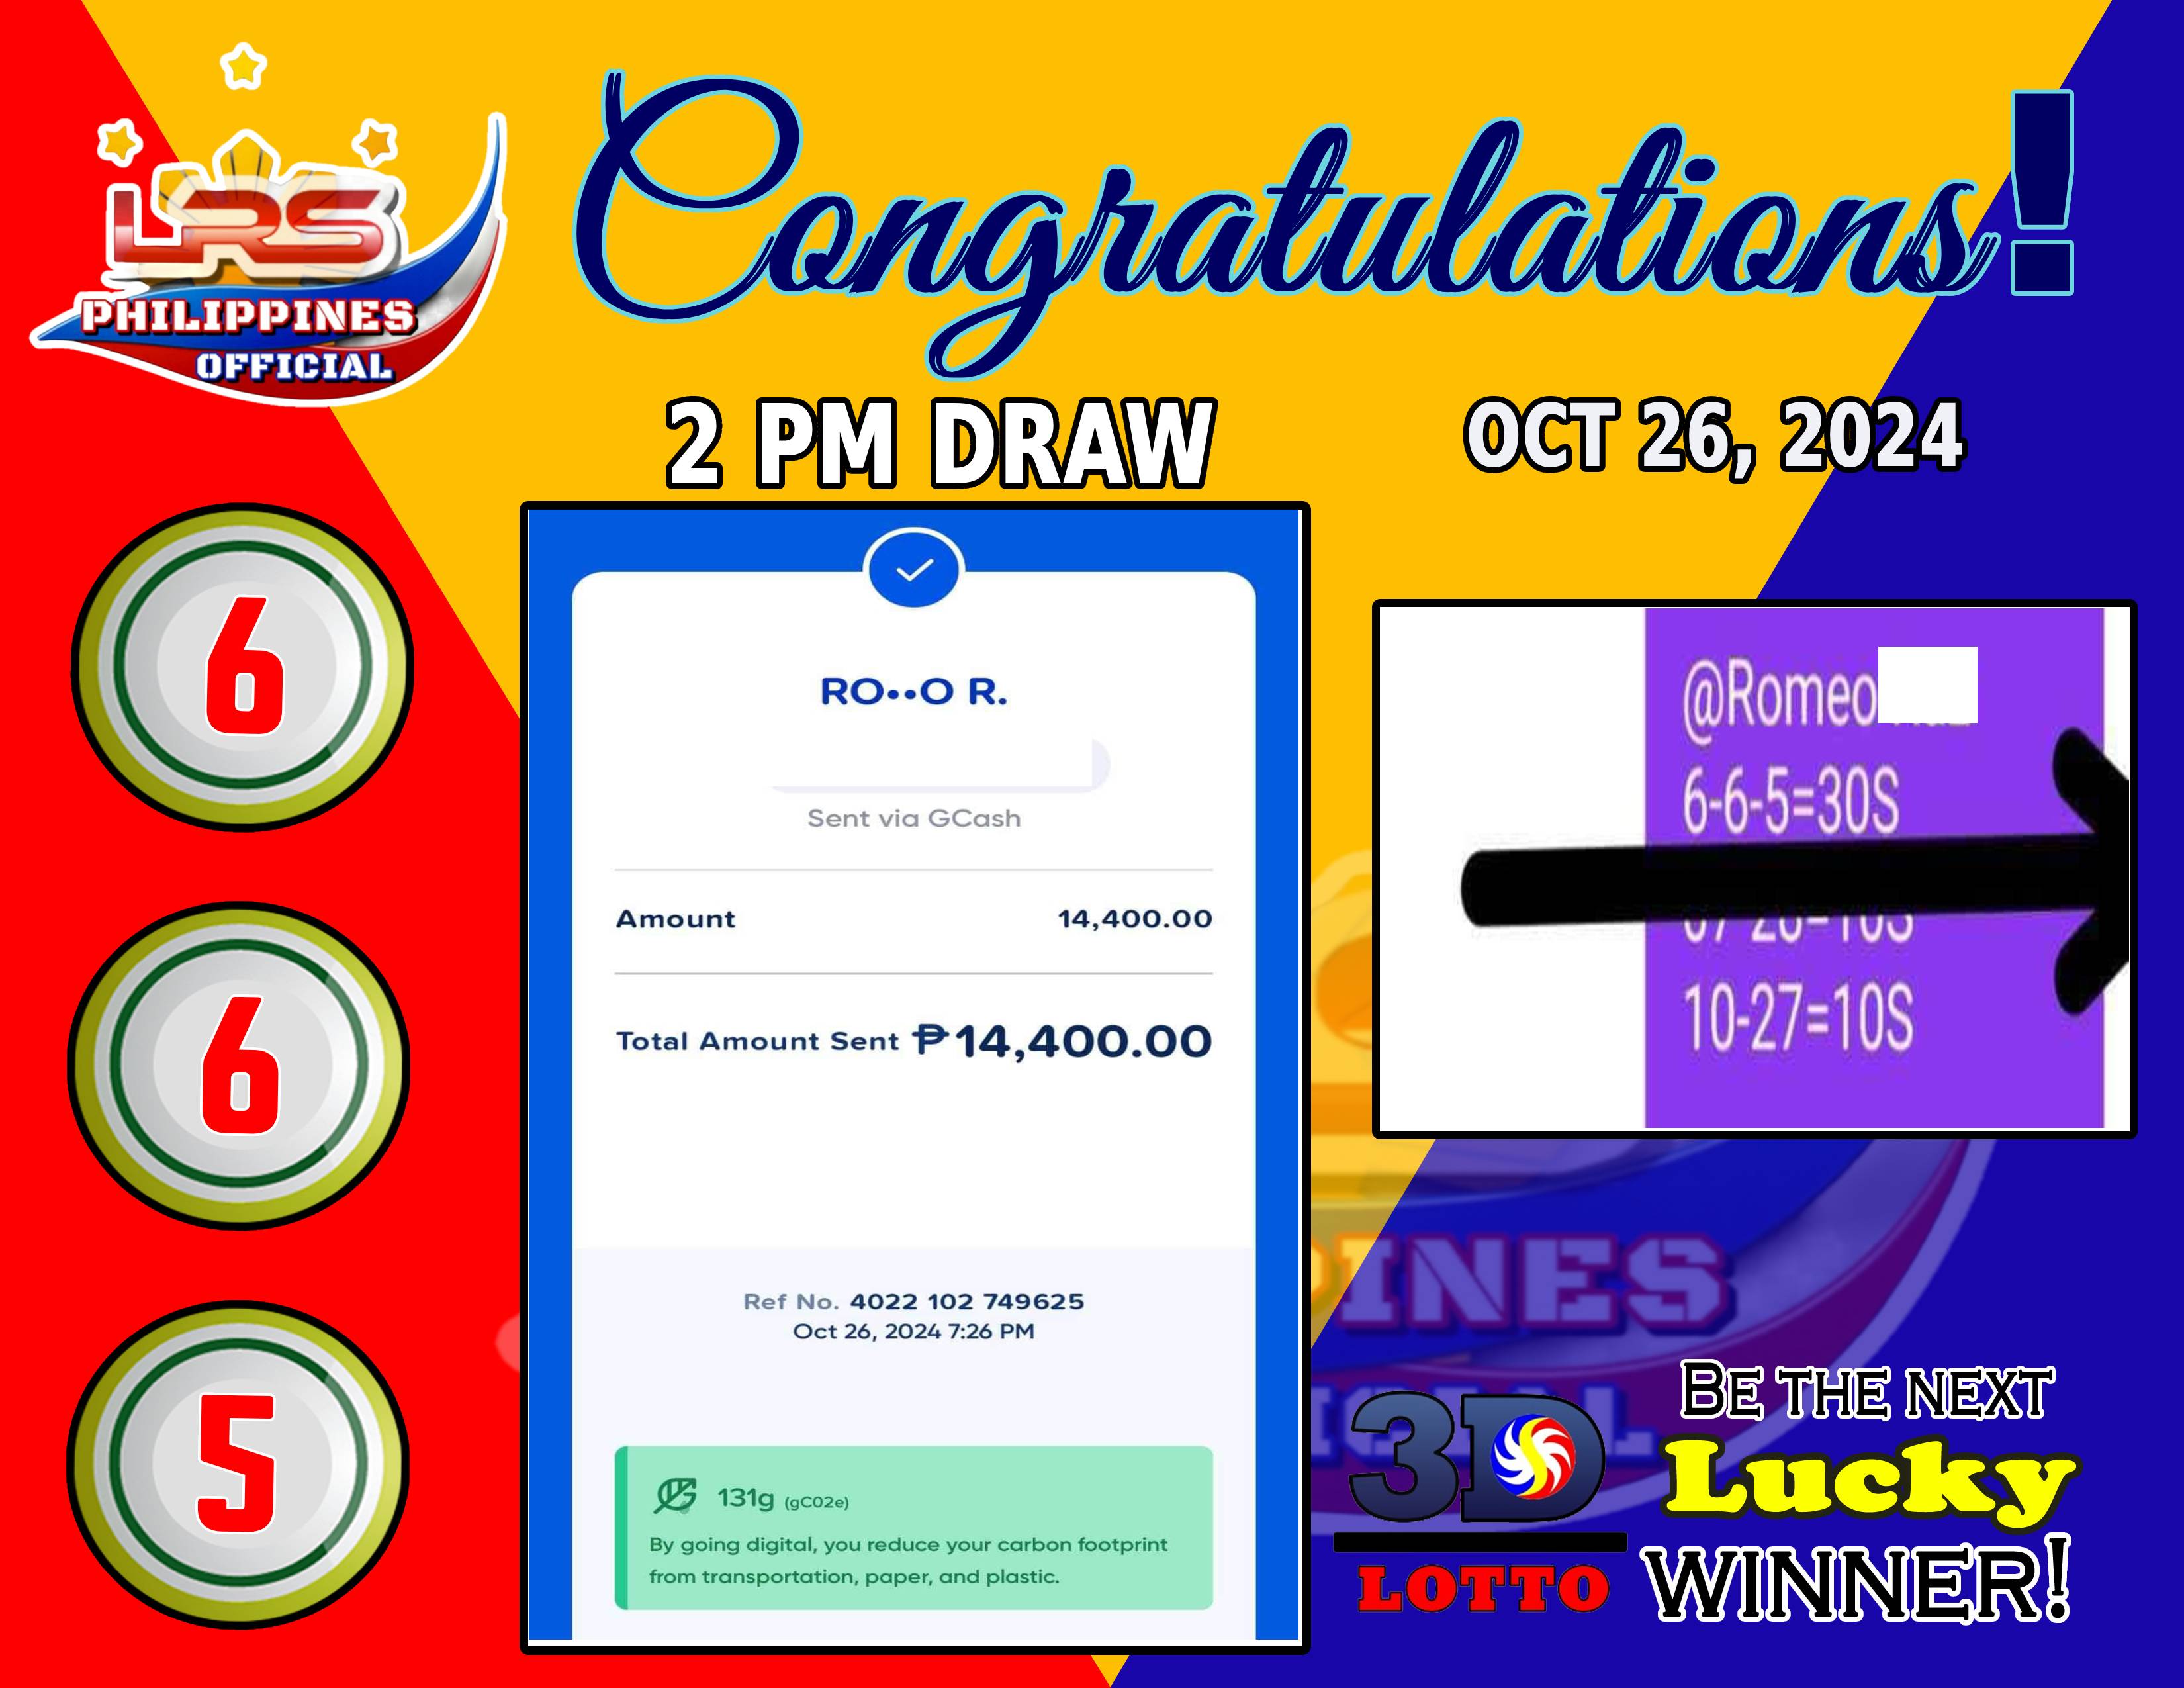 LRS
PHILIPPINES
OFFICIAL
Congratulations!
2 PM DRAW
OCT 26, 2024
6
6
5
RO••O R.
Sent via GCash
Amount 14,400.00
Total Amount Sent ₱14,400.00
Ref No. 4022 102 749625
Oct 26, 2024 7:26 PM
131g (gCO2e)
By going digital, you reduce your carbon footprint
from transportation, paper, and plastic.
@Romeo
6-6-5=30S
10-27=10S
INES
3D
LOTTO
BE THE NEXT
Lucky
WINNER!